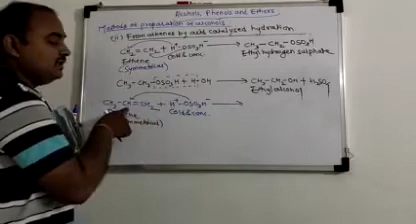 Alcohols, Phenols and Ethers
Methods of preparation of alcohols
(i) From alkenes by acid catalysed hydration
CH₂ = CH₂ + H⁺-OSO₃H⁻ → CH₃ - CH₂ - OSO₃H
Ethene Cold & conc Ethyl hydrogen sulphate
(Symmetrical)
CH₃ - CH₂ - OSO₃H + H - OH → CH₃ - CH₂ - OH + H₂SO₄
Ethyl alcohol
CH₃ - CH = CH₂ + H⁺-OSO₃H⁻ →
Cold & conc.